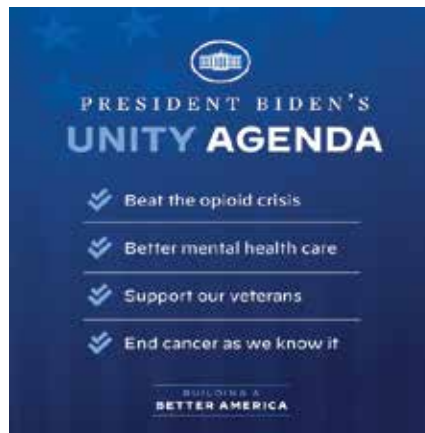 PRESIDENT BIDEN'S
UNITY AGENDA
Beat the opioid crisis
Better mental health care
Support our veterans
End cancer as we know it
BUILDING A
BETTER AMERICA